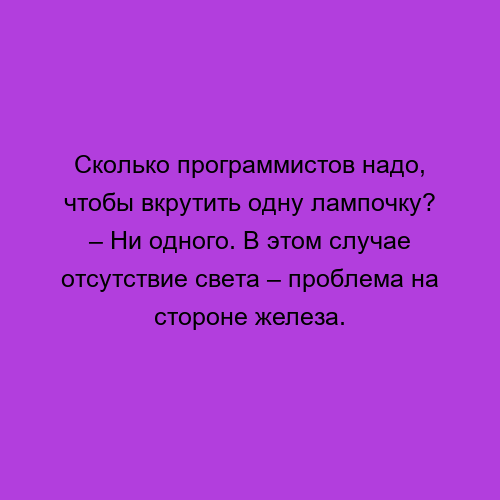 Сколько программистов надо,
чтобы вкрутить одну лампочку?
– Ни одного. В этом случае
отсутствие света – проблема на
стороне железа.